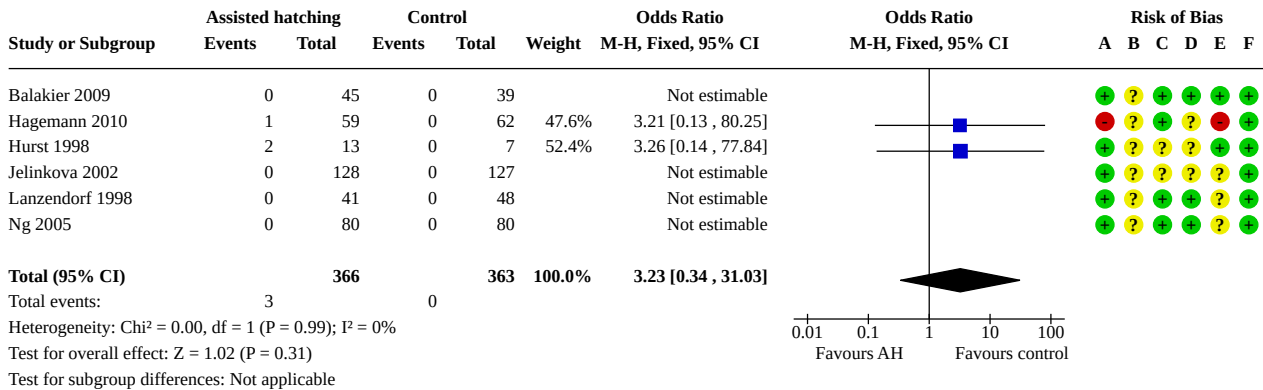 Assisted hatching Control Odds Ratio Odds Ratio Risk of Bias
Study or Subgroup Events Total Events Total Weight M-H, Fixed, 95% CI M-H, Fixed, 95% CI A B C D E F
Balakier 2009 0 45 0 39 Not estimable + ? + + + +
Hagemann 2010 1 59 0 62 47.6% 3.21 [0.13 , 80.25] - ? + ? - +
Hurst 1998 2 13 0 7 52.4% 3.26 [0.14 , 77.84] + ? ? ? + +
Jelinkova 2002 0 128 0 127 Not estimable + ? ? ? ? +
Lanzendorf 1998 0 41 0 48 Not estimable + ? + + ? +
Ng 2005 0 80 0 80 Not estimable + ? + + ? +
Total (95% CI) 366 363 100.0% 3.23 [0.34 , 31.03]
Total events: 3 0
Heterogeneity: Chi² = 0.00, df = 1 (P = 0.99); I² = 0%
0.01 0.1 1 10 100
Test for overall effect: Z = 1.02 (P = 0.31) Favours AH Favours control
Test for subgroup differences: Not applicable